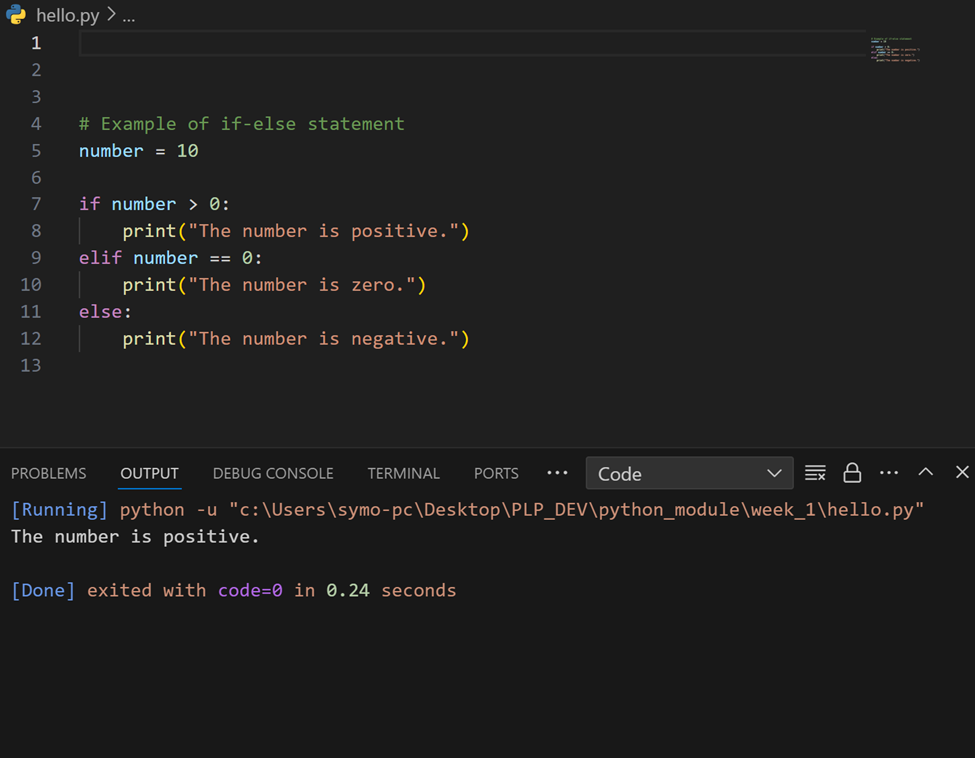 hello.py > ...
1
2
3
4 # Example of if-else statement
5 number = 10
6
7 if number > 0:
8     print("The number is positive.")
9 elif number == 0:
10     print("The number is zero.")
11 else:
12     print("The number is negative.")
13
PROBLEMS OUTPUT DEBUG CONSOLE TERMINAL PORTS ... Code ...
[Running] python -u "c:\Users\symo-pc\Desktop\PLP_DEV\python_module\week_1\hello.py"
The number is positive.
[Done] exited with code=0 in 0.24 seconds